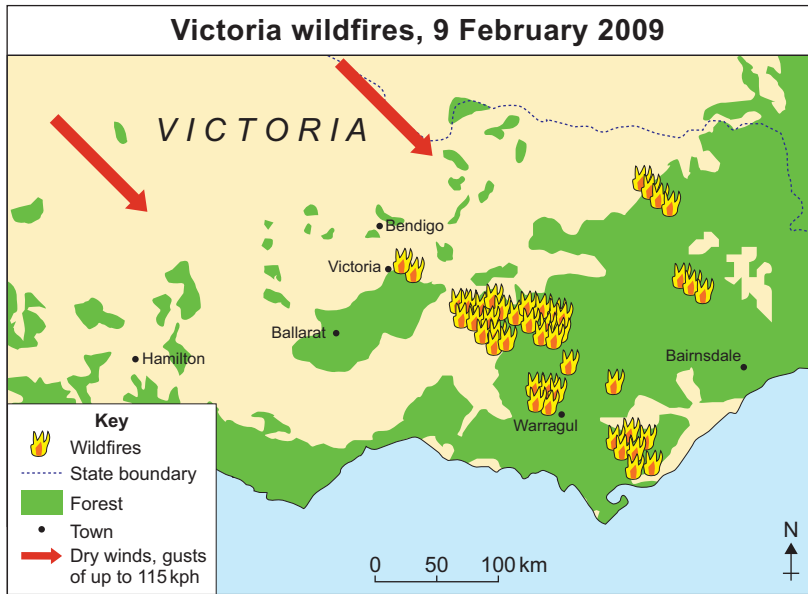 Victoria wildfires, 9 February 2009
VICTORIA
Bendigo
Victoria
Ballarat
Hamilton
Bairnsdale
Warragul
Key
Wildfires
State boundary
Forest
Town
Dry winds, gusts
of up to 115 kph
0 50 100 km
N